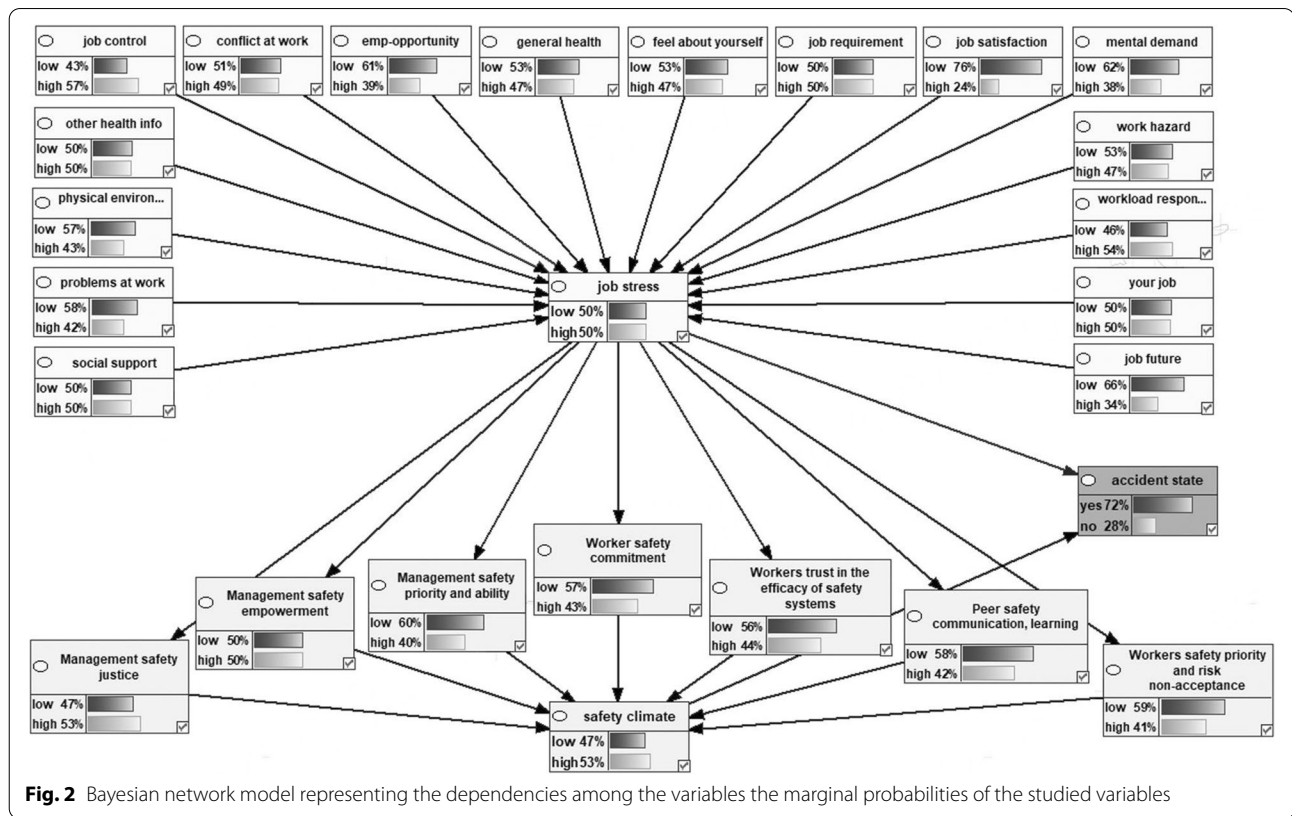 job control
low 43%
high 57%
conflict at work
low 51%
high 49%
emp-opportunity
low 61%
high 39%
general health
low 53%
high 47%
feel about yourself
low 53%
high 47%
job requirement
low 50%
high 50%
job satisfaction
low 76%
high 24%
mental demand
low 62%
high 38%
other health info
low 50%
high 50%
work hazard
low 53%
high 47%
physical environ...
low 57%
high 43%
workload respon...
low 46%
high 54%
problems at work
low 58%
high 42%
job stress
low 50%
high 50%
your job
low 50%
high 50%
social support
low 50%
high 50%
job future
low 66%
high 34%
accident state
yes 72%
no 28%
Worker safety
commitment
low 57%
high 43%
Management safety
priority and ability
low 60%
high 40%
Workers trust in the
efficacy of safety
systems
low 56%
high 44%
Management safety
empowerment
low 50%
high 50%
Peer safety
communication, learning
low 58%
high 42%
Management safety
justice
low 47%
high 53%
Workers safety priority
and risk
non-acceptance
low 59%
high 41%
safety climate
low 47%
high 53%
Fig. 2 Bayesian network model representing the dependencies among the variables the marginal probabilities of the studied variables